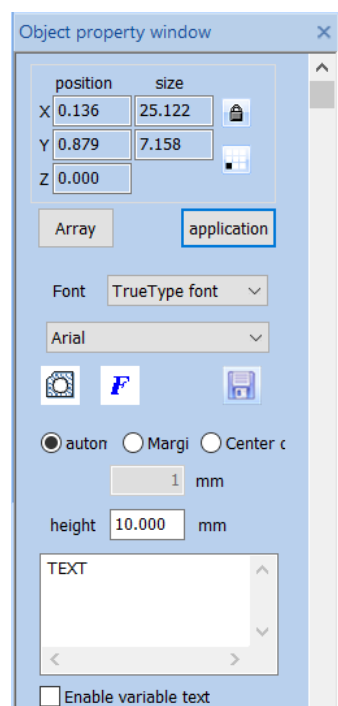 Object property window
position size
X 0.136 25.122
Y 0.879 7.158
Z 0.000
Array application
Font TrueType font
Arial
F
autom Margi Center c
1 mm
height 10.000 mm
TEXT
Enable variable text